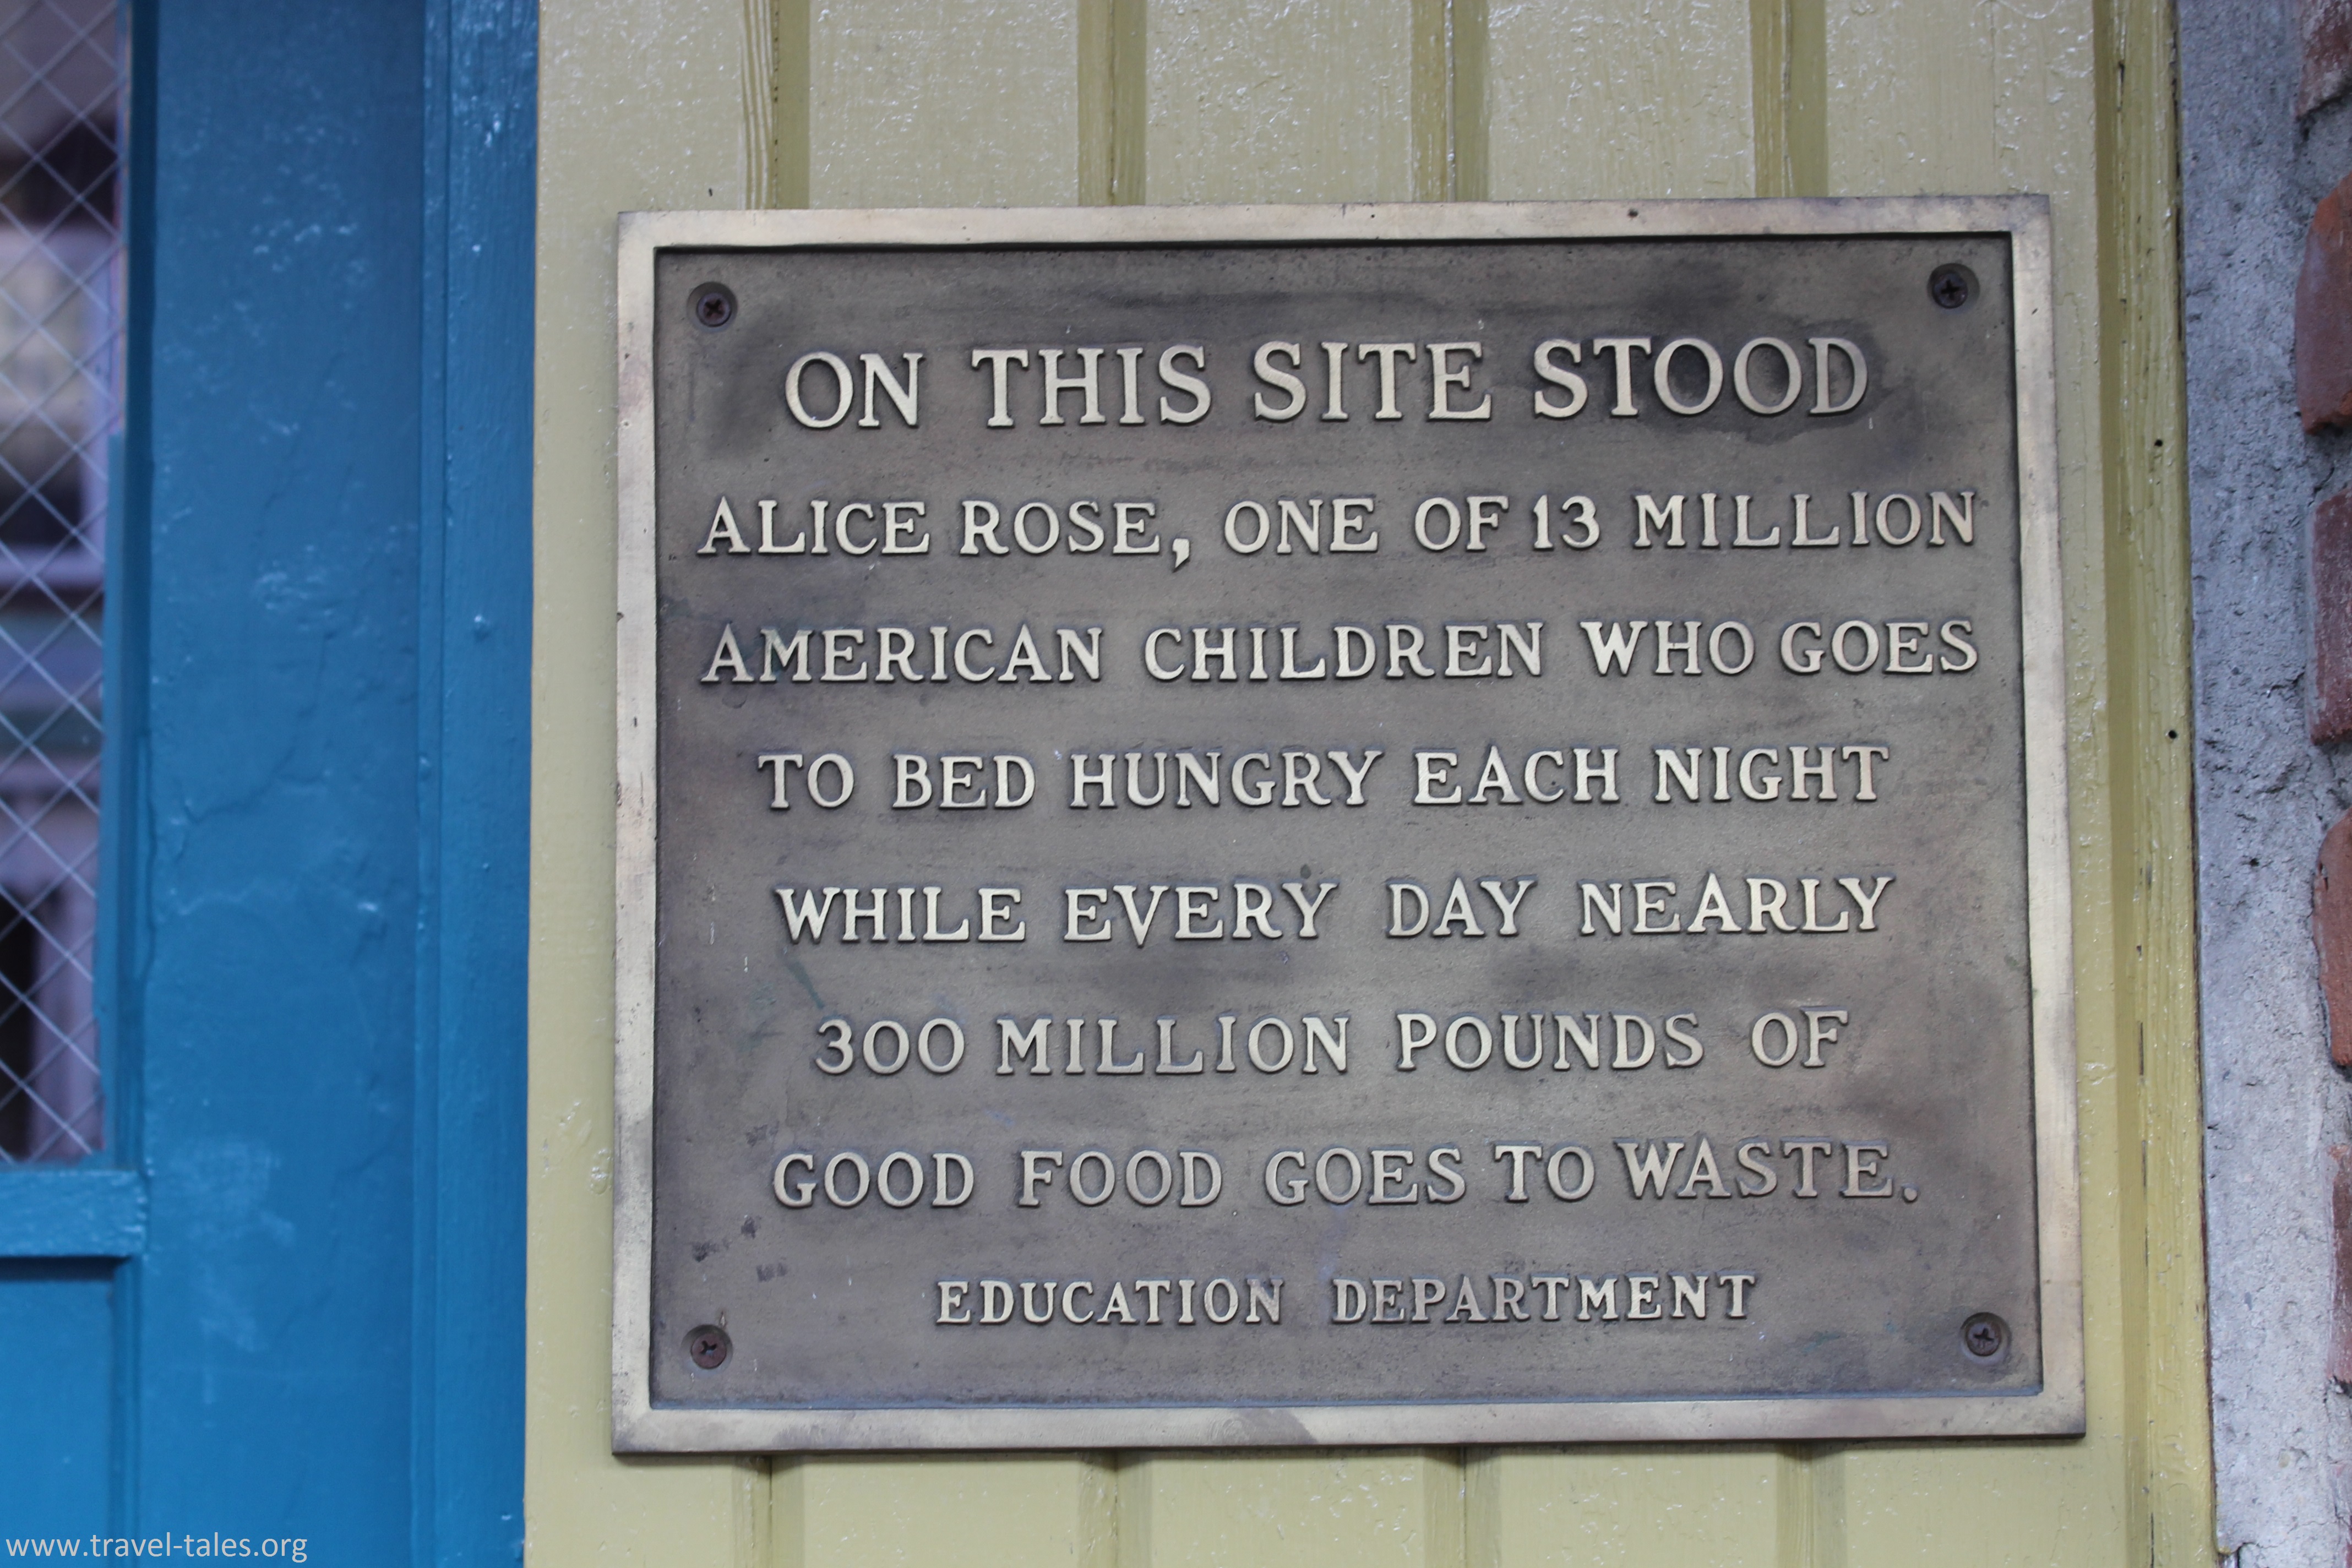 ON THIS SITE STOOD
ALICE ROSE, ONE OF 13 MILLION
AMERICAN CHILDREN WHO GOES
TO BED HUNGRY EACH NIGHT
WHILE EVERY DAY NEARLY
300 MILLION POUNDS OF
GOOD FOOD GOES TO WASTE.
EDUCATION DEPARTMENT
www.travel-tales.org